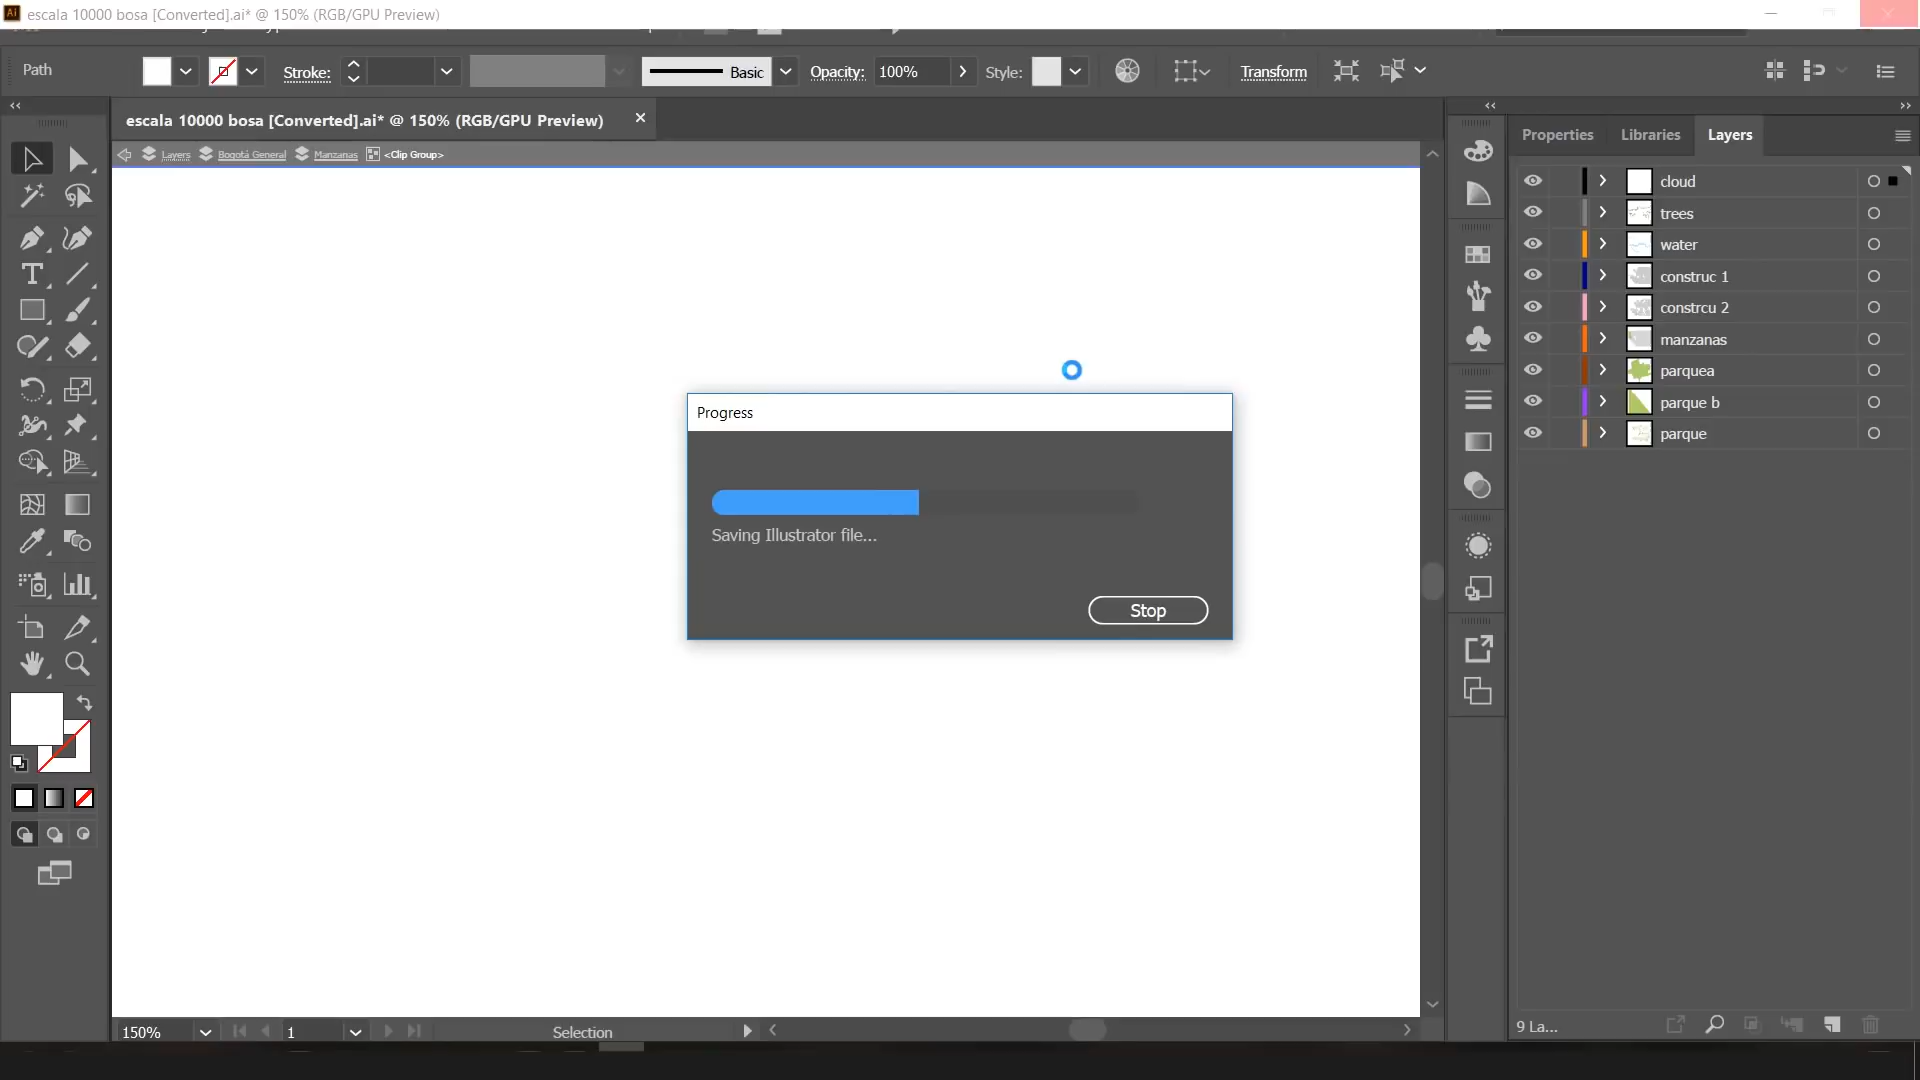 escala 10000 bosa [Converted].ai* @ 150% (RGB/GPU Preview)
Path
Stroke:
Basic
Opacity:
100%
Style:
Transform
escala 10000 bosa [Converted].ai* @ 150% (RGB/GPU Preview)
Layers
Bogotá General
Manzanas
<Clip Group>
Properties
Libraries
Layers
cloud
trees
water
construc 1
constrcu 2
manzanas
parquea
parque b
parque
Progress
Saving Illustrator file...
Stop
150%
1
Selection
9 La...